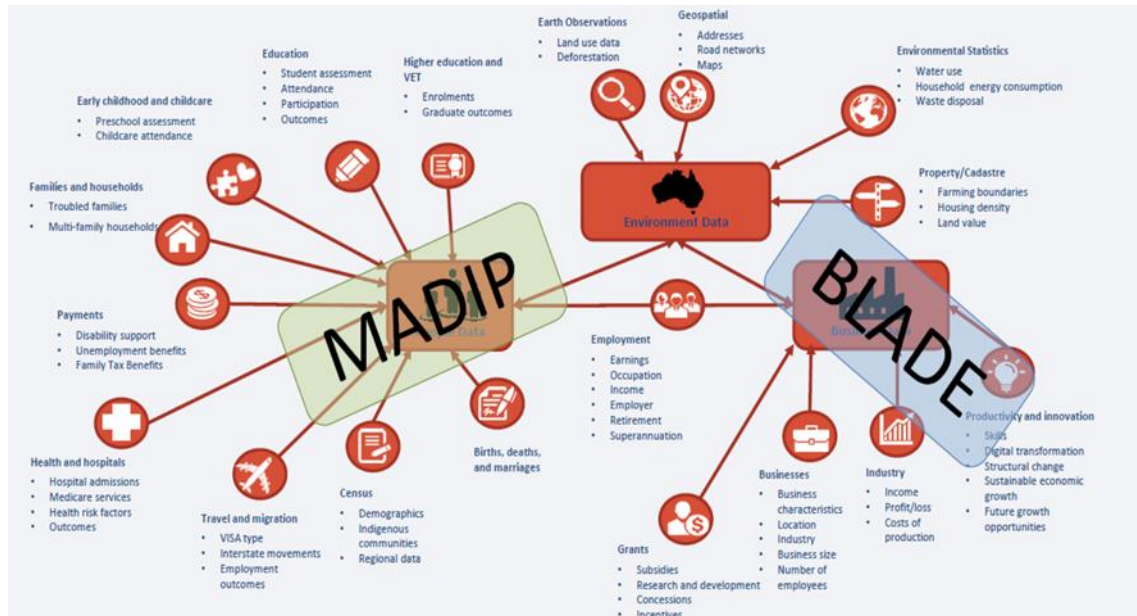 Earth Observations
• Land use data
• Deforestation
Geospatial
• Addresses
• Road networks
• Maps
Environmental Statistics
• Water use
• Household energy consumption
• Waste disposal
Education
• Student assessment
• Attendance
• Participation
• Outcomes
Higher education and
VET
• Enrolments
• Graduate outcomes
Early childhood and childcare
• Preschool assessment
• Childcare attendance
Families and households
• Troubled families
• Multi-family households
Property/Cadastre
• Farming boundaries
• Housing density
• Land value
Environment Data
MADIP
Data
BLADE
Payments
• Disability support
• Unemployment benefits
• Family Tax Benefits
Employment
• Earnings
• Occupation
• Income
• Employer
• Retirement
• Superannuation
Health and hospitals
• Hospital admissions
• Medicare services
• Health risk factors
• Outcomes
Travel and migration
• VISA type
• Interstate movements
• Employment
outcomes
Census
• Demographics
• Indigenous
communities
• Regional data
Births, deaths,
and marriages
Grants
• Subsidies
• Research and development
• Concessions
• Incentives
Businesses
• Business
characteristics
• Location
• Industry
• Business size
• Number of
employees
Industry
• Income
• Profit/loss
• Costs of
production
Productivity and innovation
• Skills
• Digital transformation
• Structural change
• Sustainable economic
growth
• Future growth
opportunities